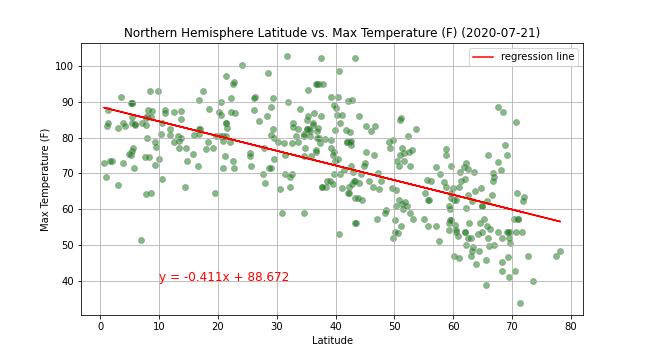 Northern Hemisphere Latitude vs. Max Temperature (F) (2020-07-21)
regression line
100
90
80
70
60
50
40
Max Temperature (F)
y = -0.411x + 88.672
0 10 20 30 40 50 60 70 80
Latitude